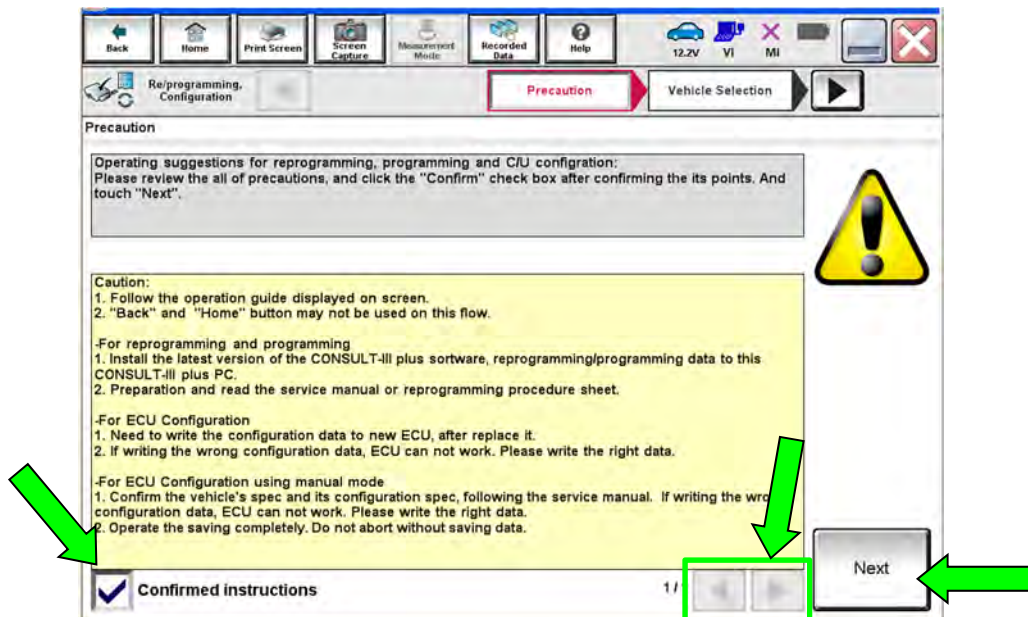 Back
Home
Print Screen
Screen
Capture
Measurement
Mode
Recorded
Data
?
Help
12.2V
VI
MI
Re/programming,
Configuration
Precaution
Vehicle Selection
Precaution
Operating suggestions for reprogramming, programming and C/U configration:
Please review the all of precautions, and click the "Confirm" check box after confirming the its points. And
touch "Next".
Caution:
1. Follow the operation guide displayed on screen.
2. "Back" and "Home" button may not be used on this flow.
-For reprogramming and programming
1. Install the latest version of the CONSULT-III plus sortware, reprogramming/programming data to this
CONSULT-III plus PC.
2. Preparation and read the service manual or reprogramming procedure sheet.
-For ECU Configuration
1. Need to write the configuration data to new ECU, after replace it.
2. If writing the wrong configuration data, ECU can not work. Please write the right data.
-For ECU Configuration using manual mode
1. Confirm the vehicle's spec and its configuration spec, following the service manual. If writing the wro
configuration data, ECU can not work. Please write the right data.
2. Operate the saving completely. Do not abort without saving data.
Confirmed instructions
1/
Next